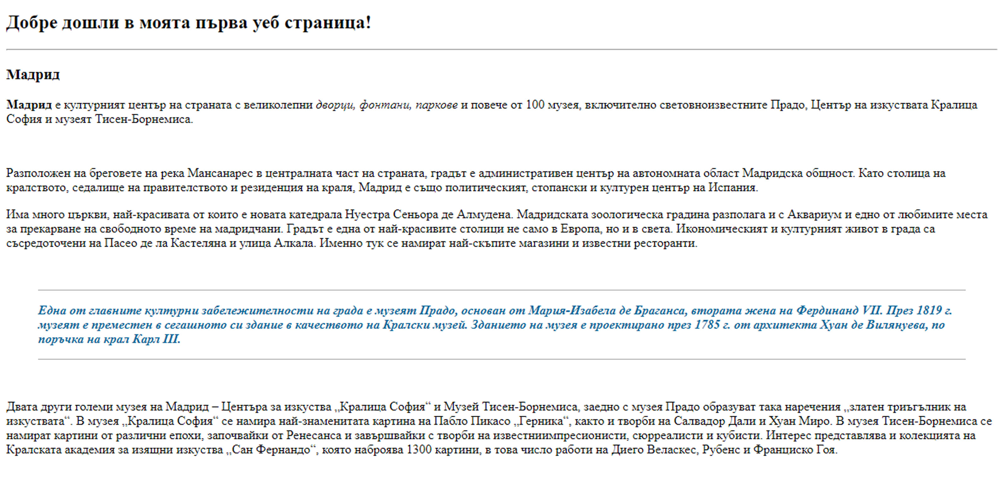 Добре дошли в моята първа уеб страница!
Мадрид
Мадрид е културният център на страната с великолепни дворци, фонтани, паркове и повече от 100 музея, включително световноизвестните Прадо, Център на изкуствата Кралица
София и музеят Тисен-Борнемиса.
Разположен на бреговете на река Мансанарес в централната част на страната, градът е административен център на автономната област Мадридска общност. Като столица на
кралството, седалище на правителството и резиденция на краля, Мадрид е също политическият, стопански и културен център на Испания.
Има много църкви, най-красивата от които е новата катедрала Нуестра Сеньора де Алмудена. Мадридската зоологическа градина разполага и с Аквариум и едно от любимите места
за прекарване на свободното време на мадридчани. Градът е една от най-красивите столици не само в Европа, но и в света. Икономическият и културният живот в града са
съсредоточени на Пасео де ла Кастеляна и улица Алкала. Именно тук се намират най-скъпите магазини и известни ресторанти.
Една от главните културни забележителности на града е музеят Прадо, основан от Мария-Изабела де Браганса, втората жена на Фердинанд VII. През 1819 г.
музеят е преместен в сегашното си здание в качеството на Кралски музей. Зданието на музея е проектирано през 1785 г. от архитекта Хуан де Вилянуева, по
поръчка на крал Карл III.
Двата други големи музея на Мадрид – Центъра за изкуства „Кралица София“ и Музей Тисен-Борнемиса, заедно с музея Прадо образуват така наречения „златен триъгълник на
изкуствата“. В музея „Кралица София“ се намира най-знаменитата картина на Пабло Пикасо „Герника“, както и творби на Салвадор Дали и Хуан Миро. В музея Тисен-Борнемиса се
намират картини от различни епохи, започвайки от Ренесанса и завършвайки с творби на известниимпресионисти, сюрреалисти и кубисти. Интерес представлява и колекцията на
Кралската академия за изящни изкуства „Сан Фернандо“, която наброява 1300 картини, в това число работи на Диего Веласкес, Рубенс и Франциско Гоя.